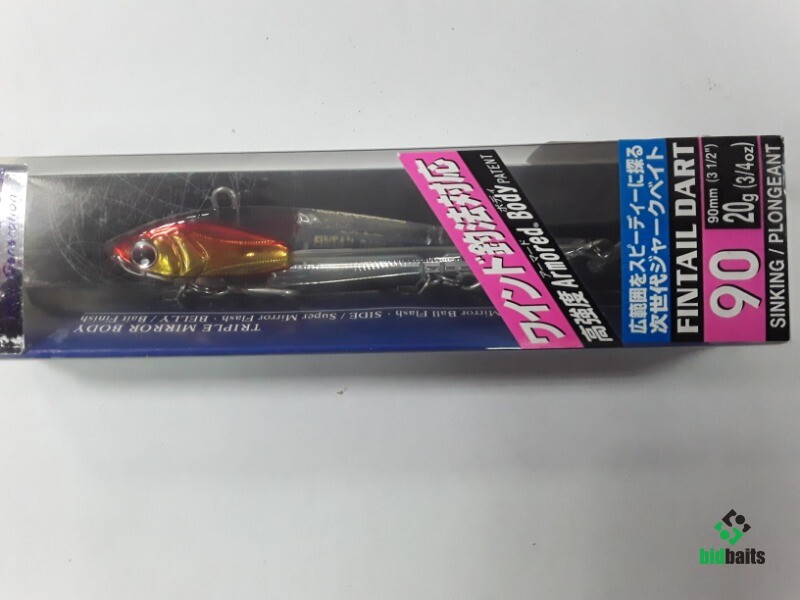 Generation
FINTAIL
TRIPLE MIRROR BODY
Mirror Ball Flash · SIDE / Super Mirror Flash · BELLY / Bait Finish
ワインド釣法対応
アーマード ボディ
高強度 Armored Body PATENT
広範囲をスピーディーに探る
次世代ジャークベイト
FINTAIL DART
90
90mm (3 1/2")
20g (3/4oz)
SINKING / PLONGEANT
bidbaits